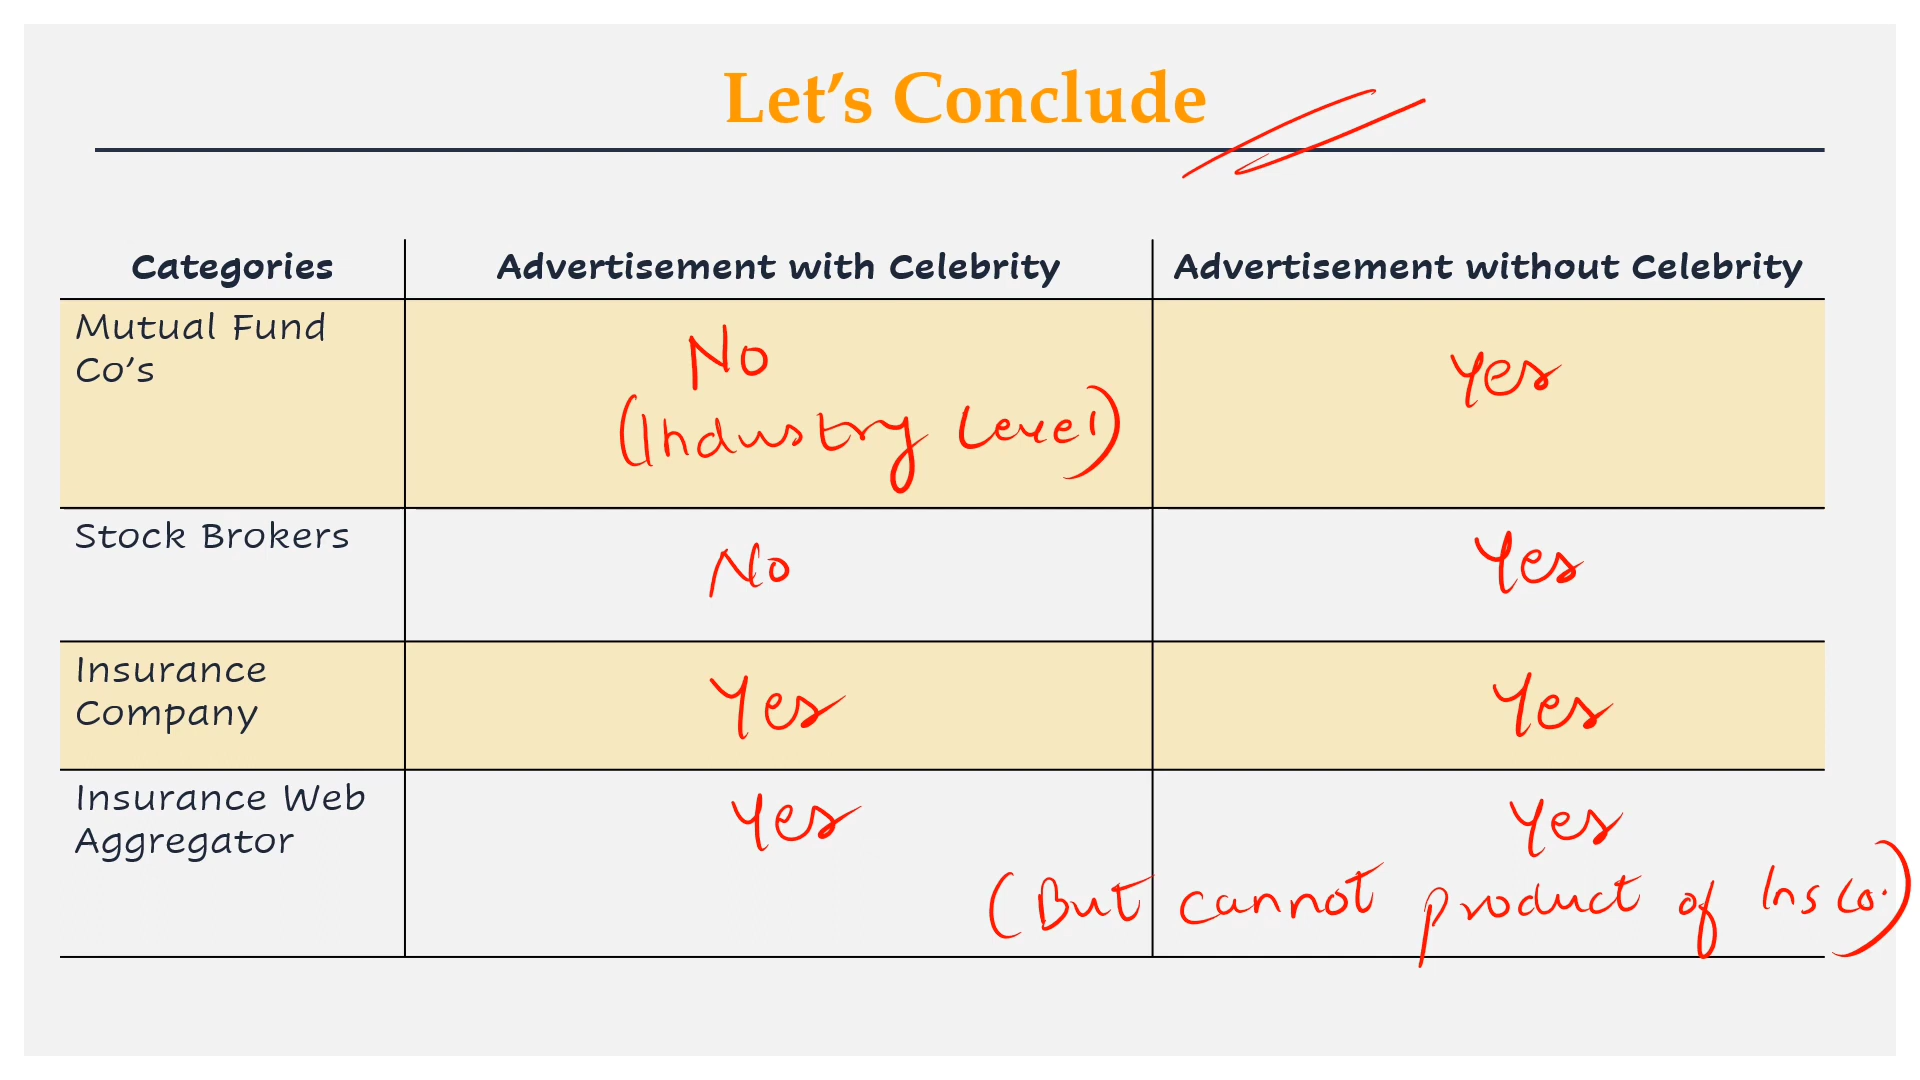 Let's Conclude
Categories Advertisement with Celebrity Advertisement without Celebrity
Mutual Fund
Co's
No
(Industry Level)
Yes
Stock Brokers
No
Yes
Insurance
Company
Yes
Yes
Insurance Web
Aggregator
Yes
Yes
(But cannot product of Ins Co.)